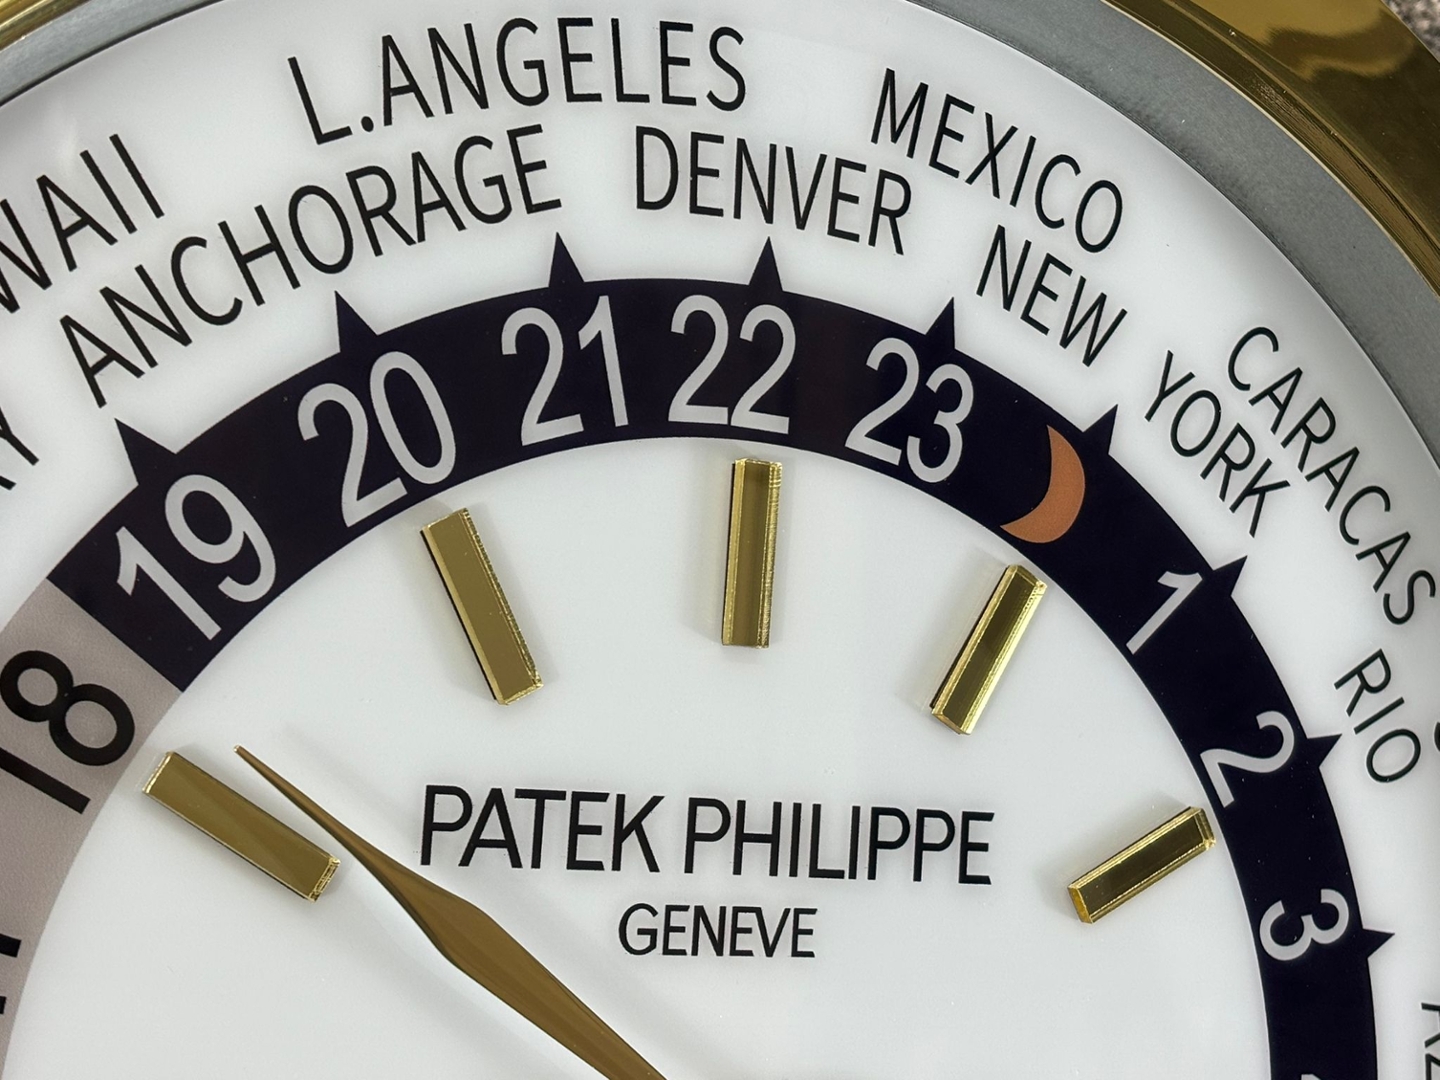 L.ANGELES
MEXICO
ANCHORAGE
DENVER
NEW YORK
CARACAS
RIO
18
19
20
21
22
23
1
2
3
PATEK PHILIPPE
GENEVE